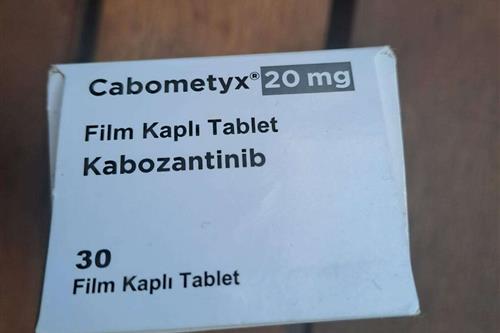 Cabometyx® 20 mg
Film Kaplı Tablet
Kabozantinib
30
Film Kaplı Tablet